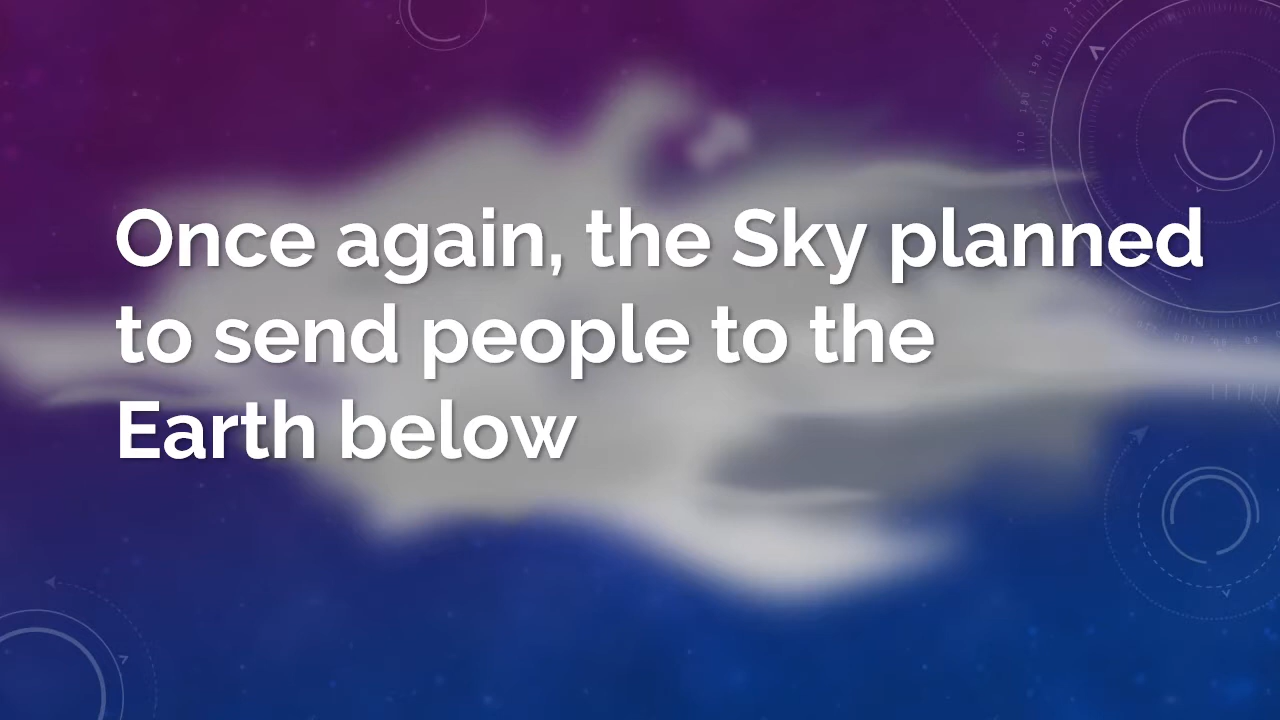 Once again, the Sky planned
to send people to the
Earth below